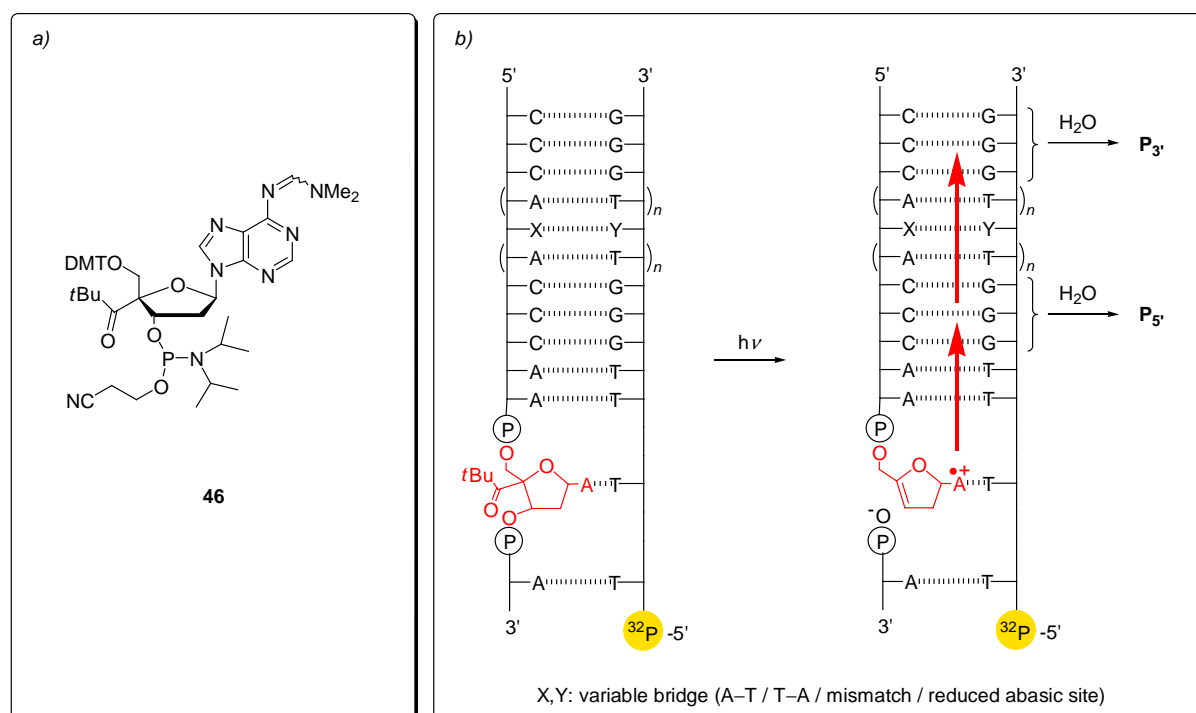 a)
N
NMe2
N
N
N
N
DMTO
O
tBu
O
O
P
N
O
NC
46
b)
5' 3'
C G
C G
C G
( A T )n
X Y
( A T )n
C G
C G
C G
A T
A T
P
O
tBu
O
A T
O
O
P
A T
3'
32P -5'
hν
5' 3'
C G
C G
C G
H2O
P3'
( A T )n
X Y
( A T )n
C G
C G
C G
H2O
P5'
A T
A T
P
O
O
•+
A T
-O
P
A T
3'
32P -5'
X,Y: variable bridge (A–T / T–A / mismatch / reduced abasic site)